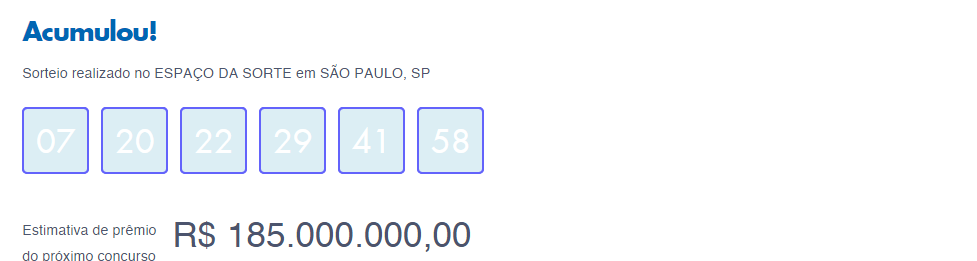 Acumulou!
Sorteio realizado no ESPAÇO DA SORTE em SÃO PAULO, SP
07 20 22 29 41 58
Estimativa de prêmio R$ 185.000.000,00
do próximo concurso